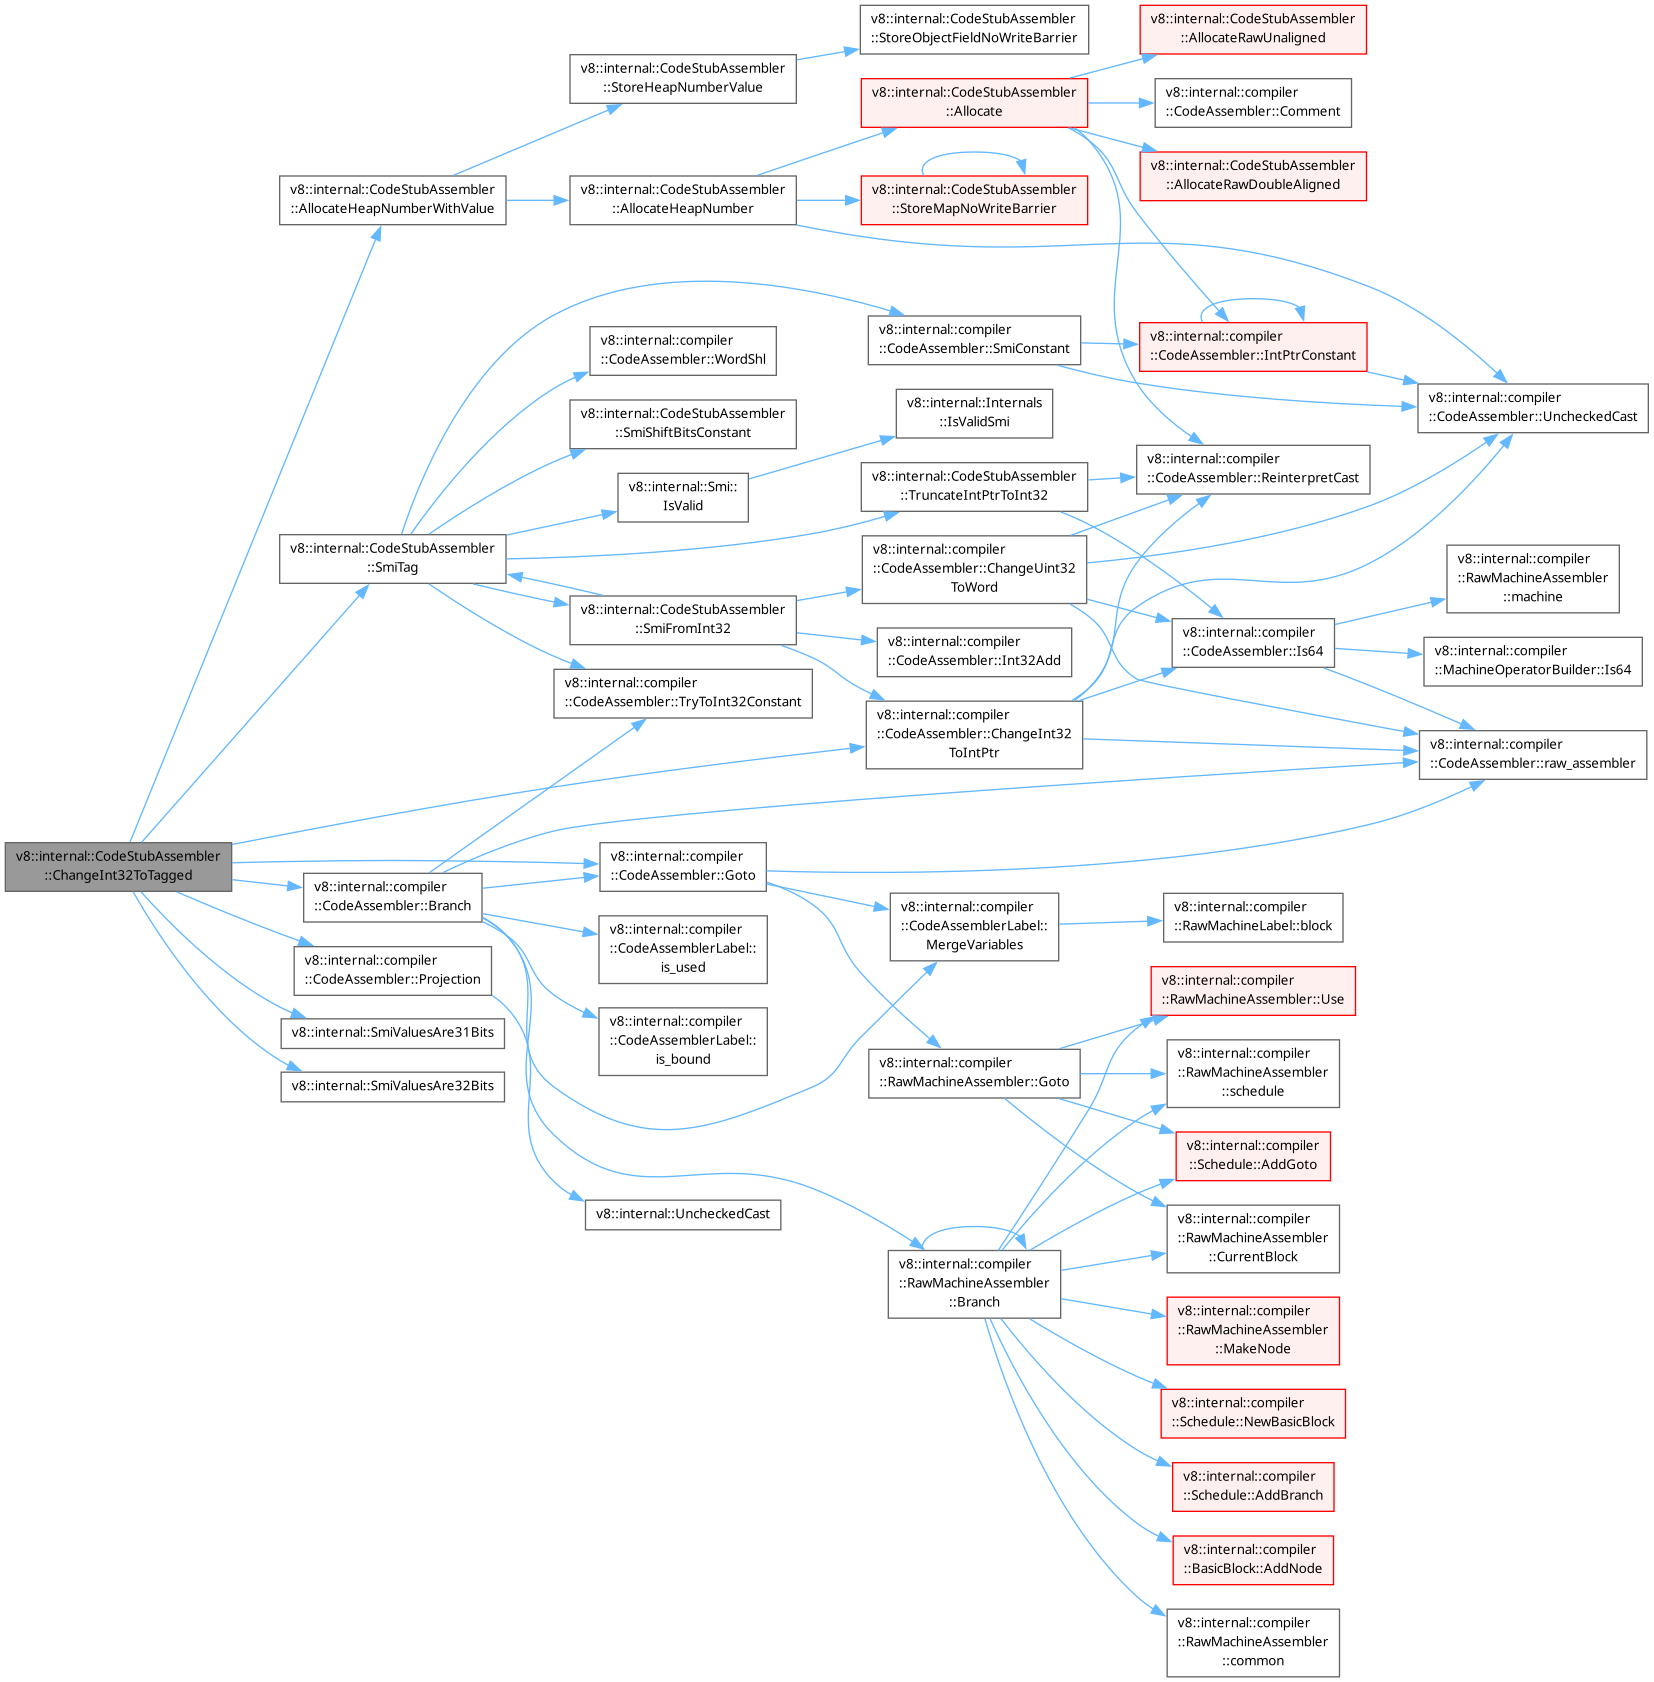 v8::internal::CodeStubAssembler
::ChangeInt32ToTagged
v8::internal::CodeStubAssembler
::AllocateHeapNumberWithValue
v8::internal::CodeStubAssembler
::SmiTag
v8::internal::compiler
::CodeAssembler::Branch
v8::internal::compiler
::CodeAssembler::Projection
v8::internal::SmiValuesAre31Bits
v8::internal::SmiValuesAre32Bits
v8::internal::CodeStubAssembler
::StoreHeapNumberValue
v8::internal::CodeStubAssembler
::AllocateHeapNumber
v8::internal::compiler
::CodeAssembler::WordShl
v8::internal::CodeStubAssembler
::SmiShiftBitsConstant
v8::internal::Smi::
IsValid
v8::internal::CodeStubAssembler
::SmiFromInt32
v8::internal::compiler
::CodeAssembler::TryToInt32Constant
v8::internal::compiler
::CodeAssembler::Goto
v8::internal::compiler
::CodeAssemblerLabel::
is_used
v8::internal::compiler
::CodeAssemblerLabel::
is_bound
v8::internal::UncheckedCast
v8::internal::CodeStubAssembler
::StoreObjectFieldNoWriteBarrier
v8::internal::CodeStubAssembler
::Allocate
v8::internal::CodeStubAssembler
::StoreMapNoWriteBarrier
v8::internal::compiler
::CodeAssembler::SmiConstant
v8::internal::Internals
::IsValidSmi
v8::internal::CodeStubAssembler
::TruncateIntPtrToInt32
v8::internal::compiler
::CodeAssembler::ChangeUint32
ToWord
v8::internal::compiler
::CodeAssembler::Int32Add
v8::internal::compiler
::CodeAssembler::ChangeInt32
ToIntPtr
v8::internal::compiler
::CodeAssemblerLabel::
MergeVariables
v8::internal::compiler
::RawMachineAssembler::Goto
v8::internal::compiler
::RawMachineAssembler
::Branch
v8::internal::CodeStubAssembler
::AllocateRawUnaligned
v8::internal::compiler
::CodeAssembler::Comment
v8::internal::CodeStubAssembler
::AllocateRawDoubleAligned
v8::internal::compiler
::CodeAssembler::IntPtrConstant
v8::internal::compiler
::CodeAssembler::ReinterpretCast
v8::internal::compiler
::CodeAssembler::Is64
v8::internal::compiler
::RawMachineLabel::block
v8::internal::compiler
::RawMachineAssembler::Use
v8::internal::compiler
::RawMachineAssembler
::schedule
v8::internal::compiler
::Schedule::AddGoto
v8::internal::compiler
::RawMachineAssembler
::CurrentBlock
v8::internal::compiler
::RawMachineAssembler
::MakeNode
v8::internal::compiler
::Schedule::NewBasicBlock
v8::internal::compiler
::Schedule::AddBranch
v8::internal::compiler
::BasicBlock::AddNode
v8::internal::compiler
::RawMachineAssembler
::common
v8::internal::compiler
::CodeAssembler::UncheckedCast
v8::internal::compiler
::RawMachineAssembler
::machine
v8::internal::compiler
::MachineOperatorBuilder::Is64
v8::internal::compiler
::CodeAssembler::raw_assembler